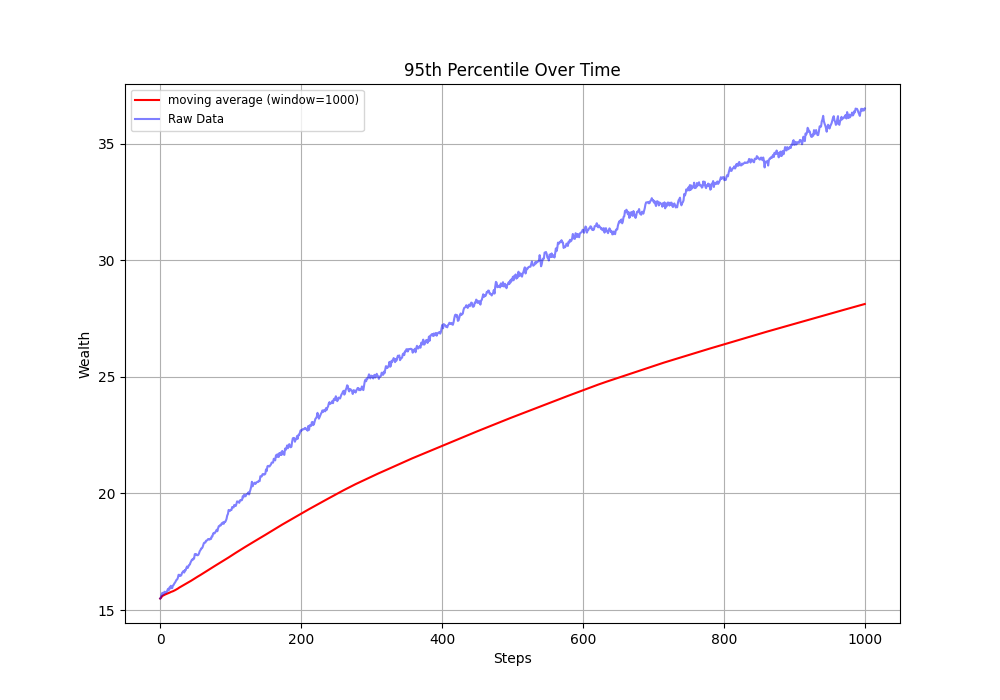 95th Percentile Over Time
moving average (window=1000)
Raw Data
Wealth
35
30
25
20
15
0 200 400 600 800 1000
Steps